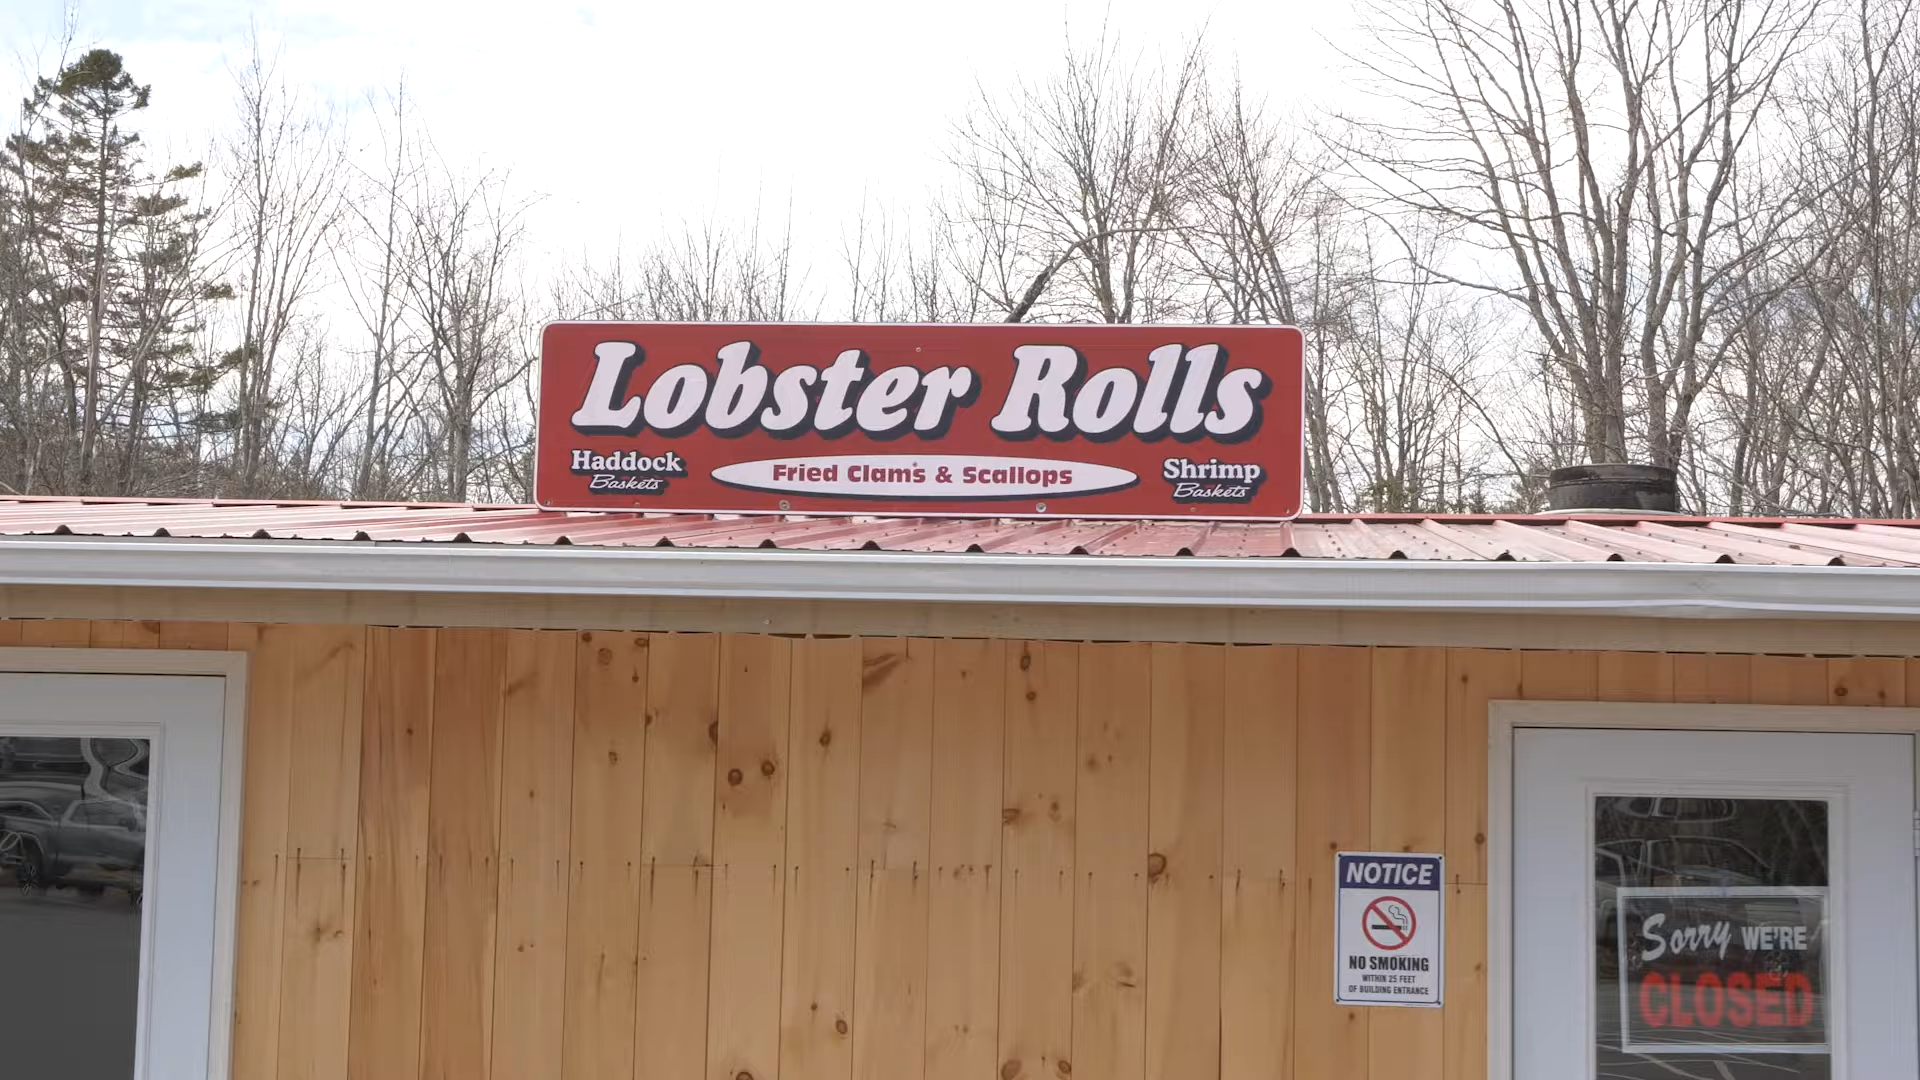 Lobster Rolls
Haddock
Baskets
Fried Clams & Scallops
Shrimp
Baskets
NOTICE
NO SMOKING
WITHIN 25 FEET
OF BUILDING ENTRANCE
Sorry WE'RE
CLOSED